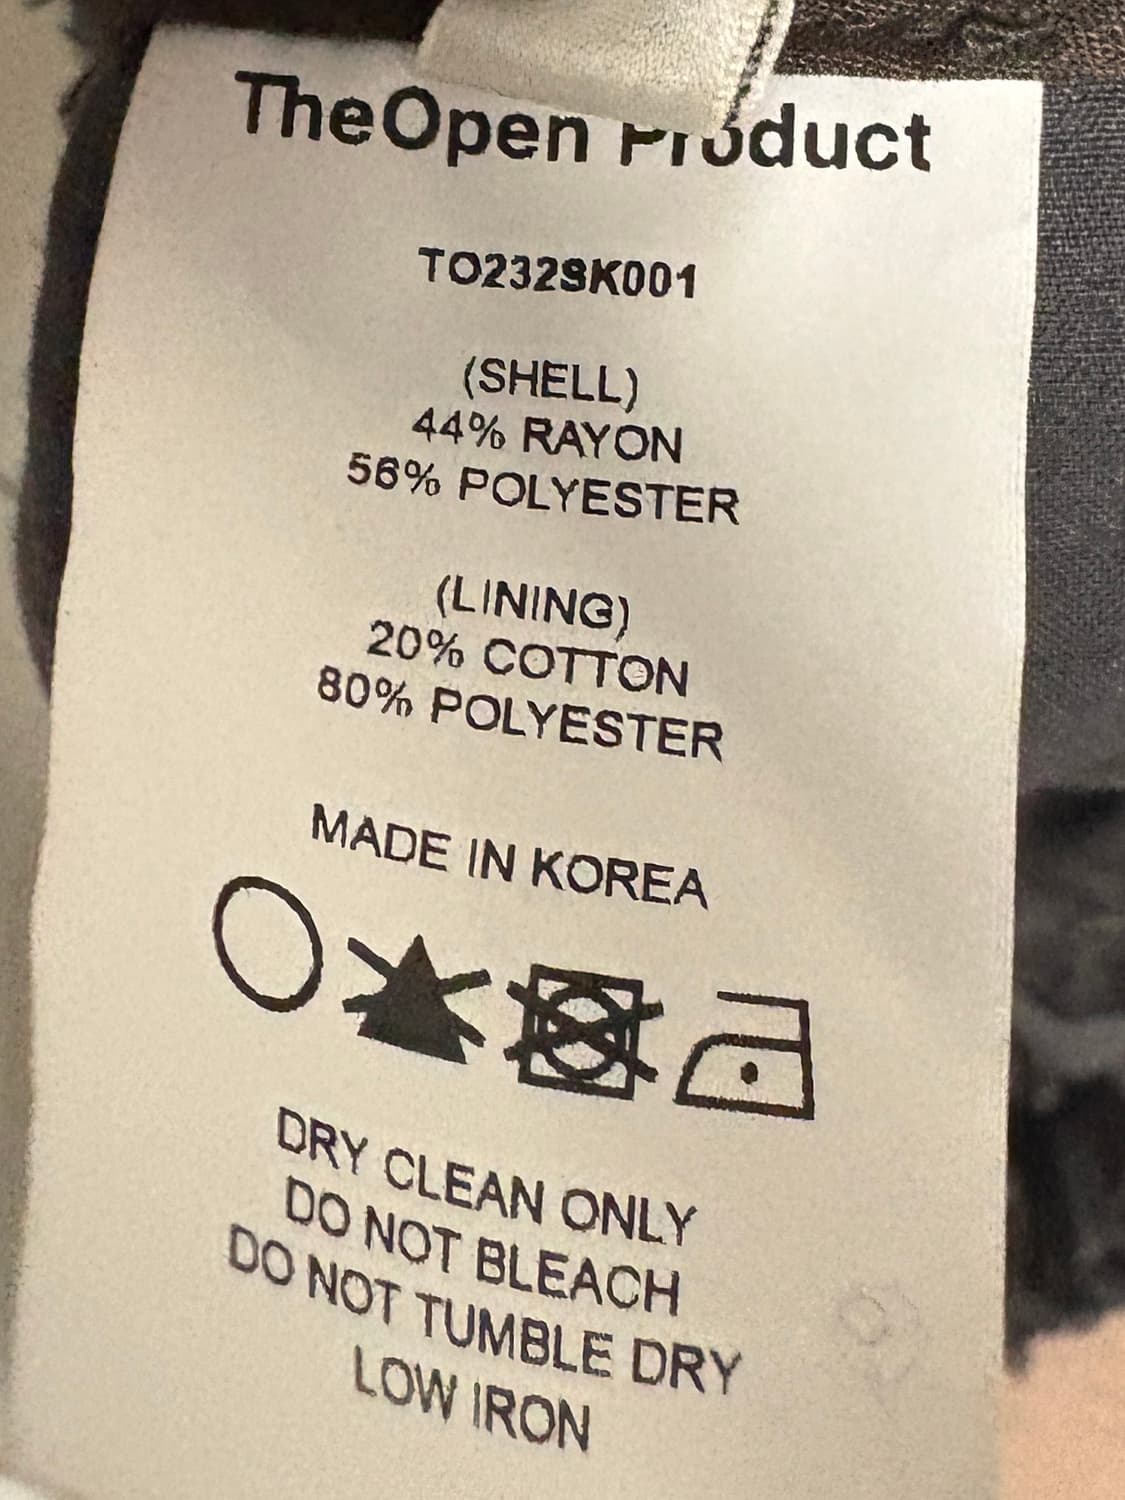 TheOpen Product
TO232SK001
(SHELL)
44% RAYON
56% POLYESTER
(LINING)
20% COTTON
80% POLYESTER
MADE IN KOREA
DRY CLEAN ONLY
DO NOT BLEACH
DO NOT TUMBLE DRY
LOW IRON